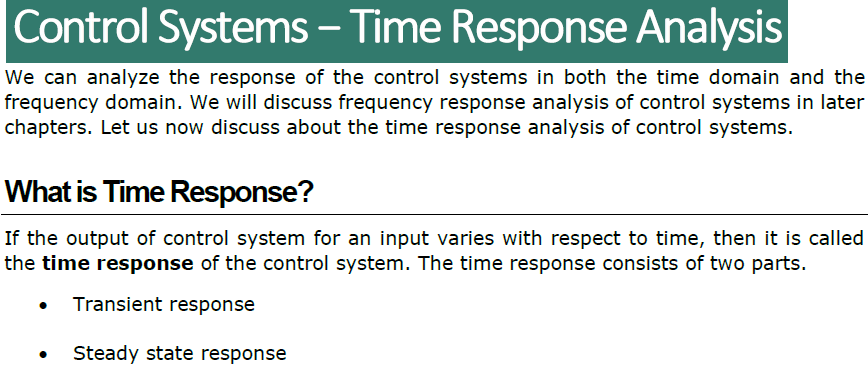 Control Systems – Time Response Analysis
We can analyze the response of the control systems in both the time domain and the
frequency domain. We will discuss frequency response analysis of control systems in later
chapters. Let us now discuss about the time response analysis of control systems.
What is Time Response?
If the output of control system for an input varies with respect to time, then it is called
the time response of the control system. The time response consists of two parts.
• Transient response
• Steady state response